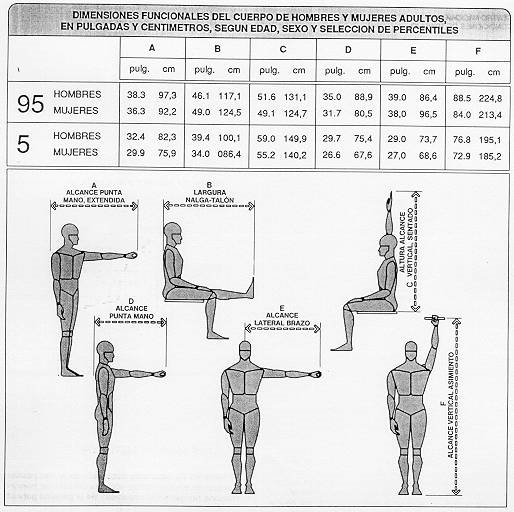 DIMENSIONES FUNCIONALES DEL CUERPO DE HOMBRES Y MUJERES ADULTOS,
EN PULGADAS Y CENTIMETROS, SEGUN EDAD, SEXO Y SELECCION DE PERCENTILES
A B C D E F
pulg. cm pulg. cm pulg. cm pulg. cm pulg. cm pulg. cm
95 HOMBRES 38.3 97,3 46.1 117,1 51.6 131,1 35.0 88,9 39.0 86,4 88.5 224,8
MUJERES 36.3 92,2 49.0 124,5 49.1 124,7 31.7 80,5 38,0 96,5 84.0 213,4
5 HOMBRES 32.4 82,3 39.4 100,1 59.0 149,9 29.7 75,4 29.0 73,7 76.8 195,1
MUJERES 29.9 75,9 34.0 086,4 55.2 140,2 26.6 67,6 27,0 68,6 72.9 185,2
A
ALCANCE PUNTA
MANO, EXTENDIDA
B
LARGURA
NALGA-TALÓN
ALTURA ALCANCE
C VERTICAL, SENTADO
D
ALCANCE
PUNTA MANO
E
ALCANCE
LATERAL BRAZO
F
ALCANCE VERTICAL ASIMIENTO